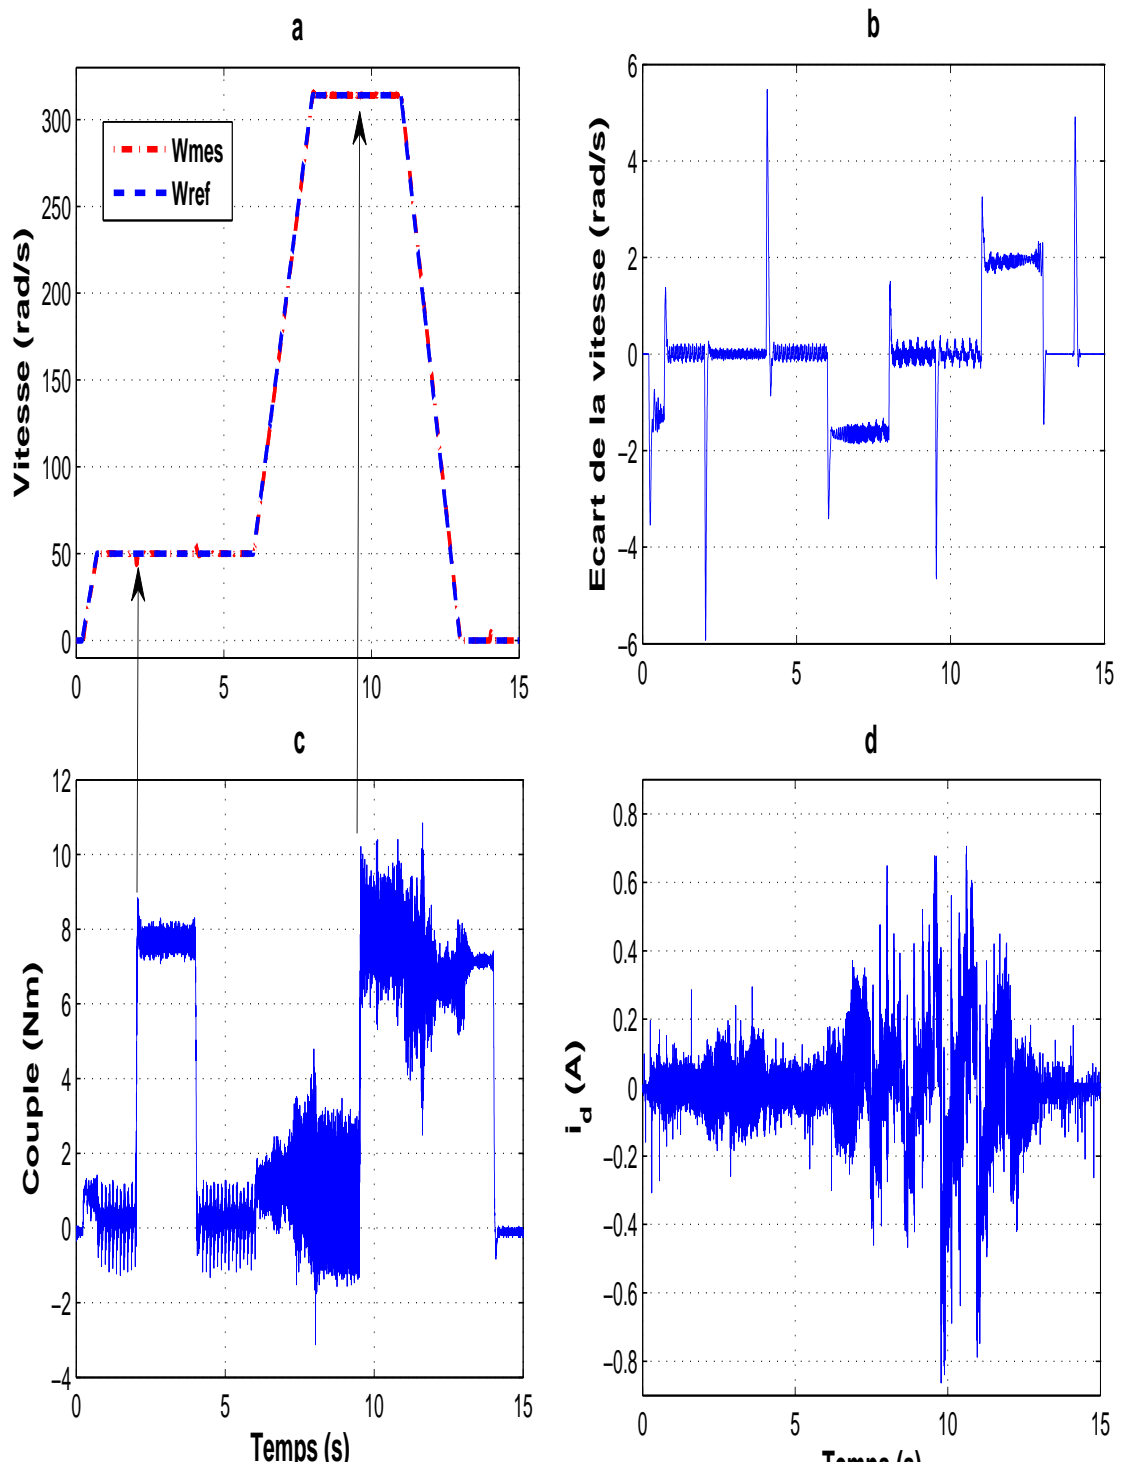 a
Vitesse (rad/s)
300
250
200
150
100
50
0
Wmes
Wref
0 5 10 15
b
Ecart de la vitesse (rad/s)
6
4
2
0
−2
−4
−6
0 5 10 15
c
Couple (Nm)
12
10
8
6
4
2
0
−2
−4
0 5 10 15
Temps (s)
d
i_d (A)
0.8
0.6
0.4
0.2
0
−0.2
−0.4
−0.6
−0.8
0 5 10 15
Temps (s)